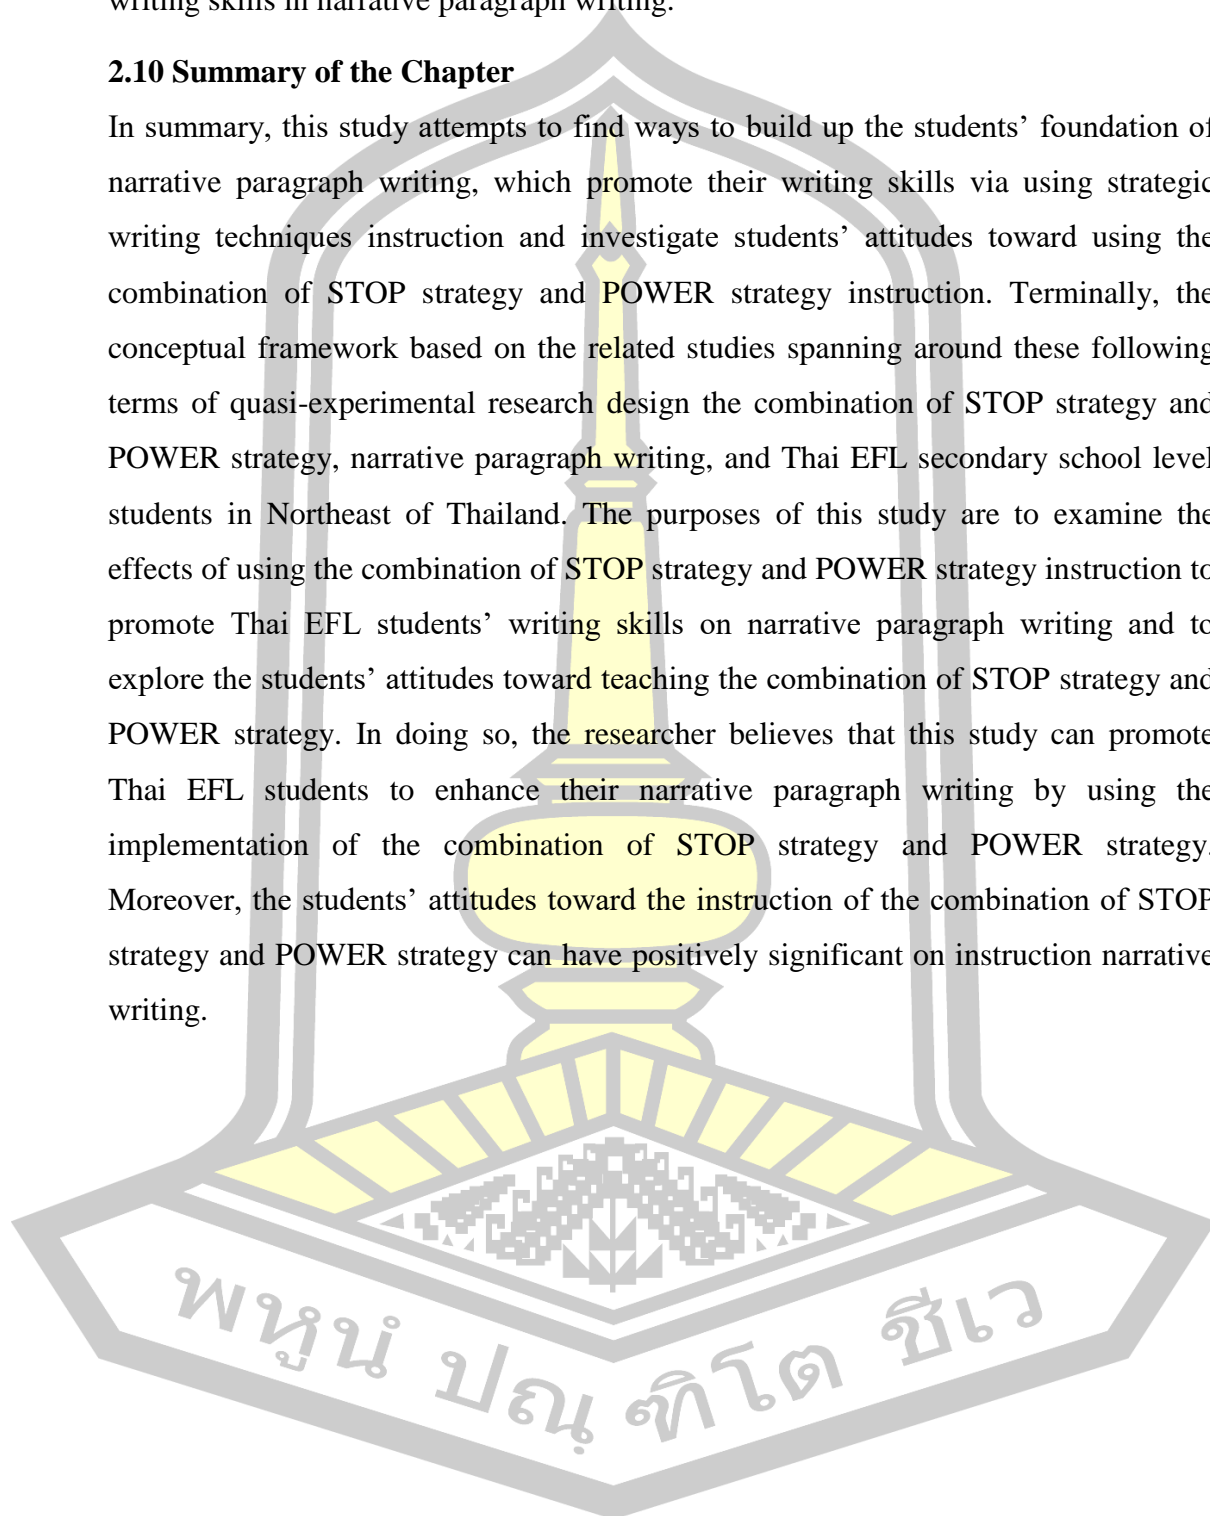 writing skills in narrative paragraph writing.
2.10 Summary of the Chapter
In summary, this study attempts to find ways to build up the students’ foundation of
narrative paragraph writing, which promote their writing skills via using strategic
writing techniques instruction and investigate students’ attitudes toward using the
combination of STOP strategy and POWER strategy instruction. Terminally, the
conceptual framework based on the related studies spanning around these following
terms of quasi-experimental research design the combination of STOP strategy and
POWER strategy, narrative paragraph writing, and Thai EFL secondary school level
students in Northeast of Thailand. The purposes of this study are to examine the
effects of using the combination of STOP strategy and POWER strategy instruction to
promote Thai EFL students’ writing skills on narrative paragraph writing and to
explore the students’ attitudes toward teaching the combination of STOP strategy and
POWER strategy. In doing so, the researcher believes that this study can promote
Thai EFL students to enhance their narrative paragraph writing by using the
implementation of the combination of STOP strategy and POWER strategy.
Moreover, the students’ attitudes toward the instruction of the combination of STOP
strategy and POWER strategy can have positively significant on instruction narrative
writing.
พหูนํ ปณฺฑิโต ชีเว